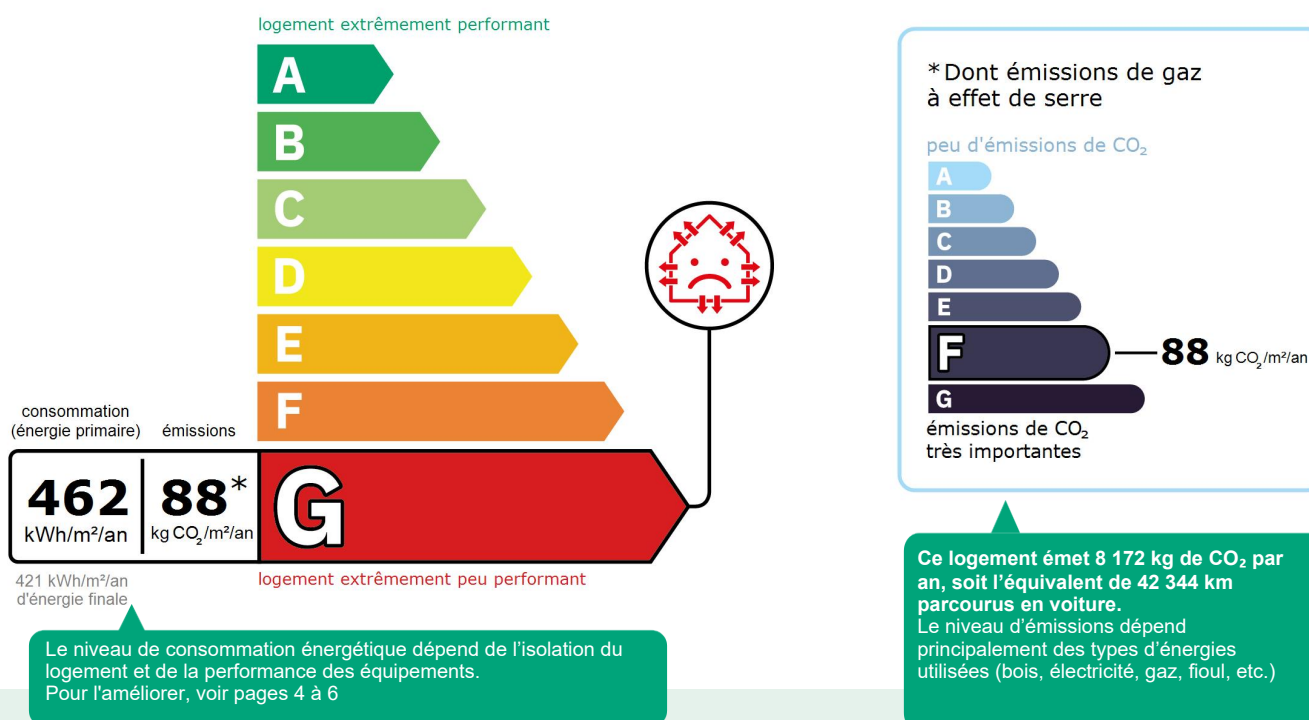 logement extrêmement performant
A
B
C
D
E
F
consommation
(énergie primaire)
émissions
462
kWh/m²/an
88*
kg CO₂/m²/an
G
421 kWh/m²/an
d'énergie finale
logement extrêmement peu performant
Le niveau de consommation énergétique dépend de l'isolation du
logement et de la performance des équipements.
Pour l'améliorer, voir pages 4 à 6
*Dont émissions de gaz
à effet de serre
peu d'émissions de CO₂
A
B
C
D
E
F
88 kg CO₂/m²/an
G
émissions de CO₂
très importantes
Ce logement émet 8 172 kg de CO₂ par
an, soit l’équivalent de 42 344 km
parcourus en voiture.
Le niveau d’émissions dépend
principalement des types d’énergies
utilisées (bois, électricité, gaz, fioul, etc.)